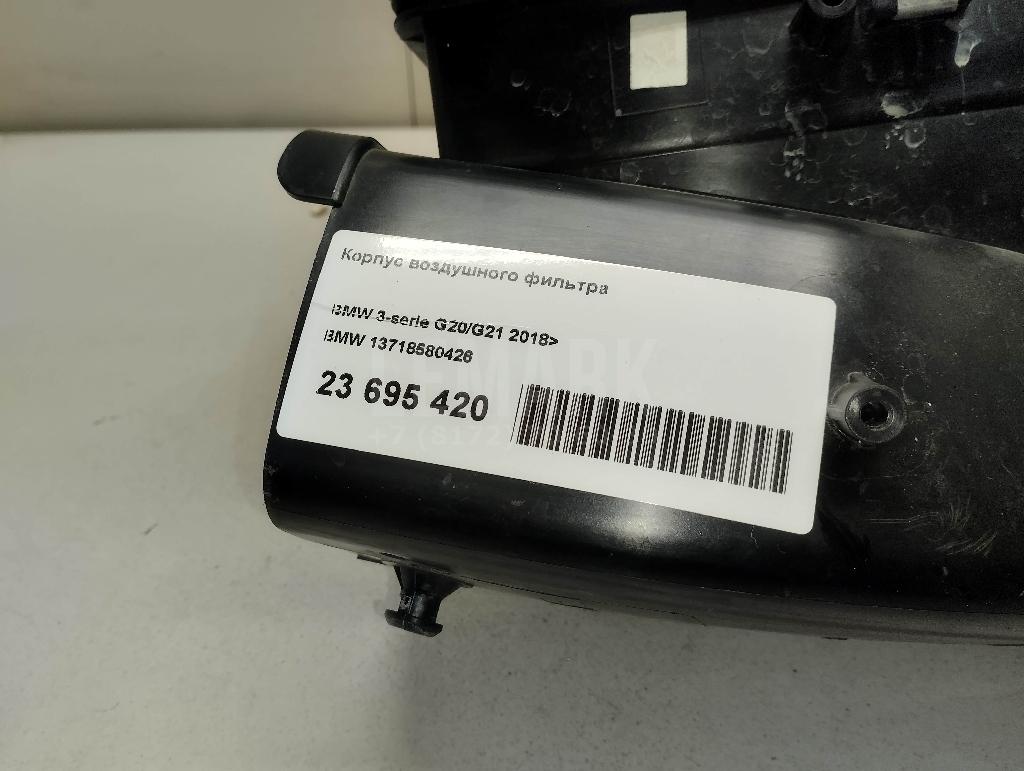 Корпус воздушного фильтра
BMW 3-serie G20/G21 2018>
BMW 13718580426
23 695 420